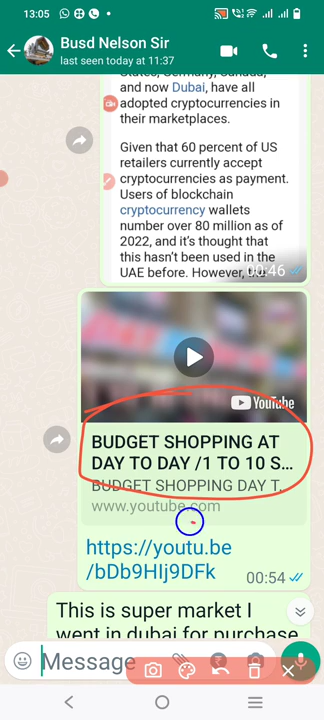 13:05
Busd Nelson Sir
last seen today at 11:37
and now Dubai, have all
adopted cryptocurrencies in
their marketplaces.
Given that 60 percent of US
retailers currently accept
cryptocurrencies as payment.
Users of blockchain
cryptocurrency wallets
number over 80 million as of
2022, and it's thought that
this hasn't been used in the
UAE before. However,
00:46
YouTube
BUDGET SHOPPING AT
DAY TO DAY /1 TO 10 S...
BUDGET SHOPPING DAY T...
www.youtube.com
https://youtu.be
/bDb9HIj9DFk
00:54
This is super market I
went in dubai for purchase
Message